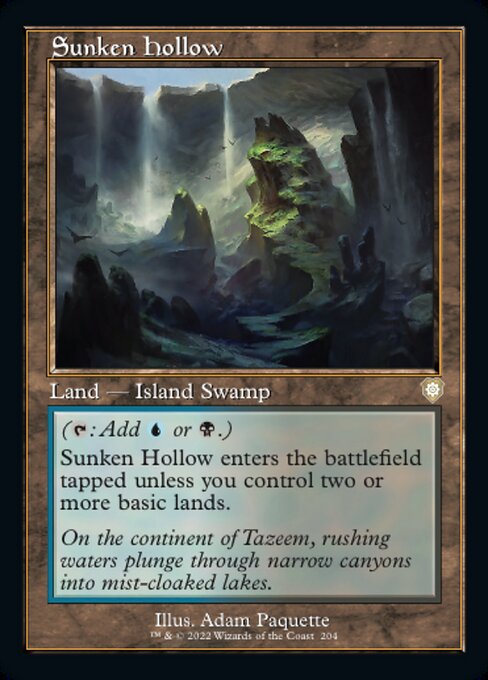 Sunken Hollow
Land — Island Swamp
(T:Add or .)
Sunken Hollow enters the battlefield
tapped unless you control two or
more basic lands.
On the continent of Tazeem, rushing
waters plunge through narrow canyons
into mist-cloaked lakes.
Illus. Adam Paquette
™ & © 2022 Wizards of the Coast 204